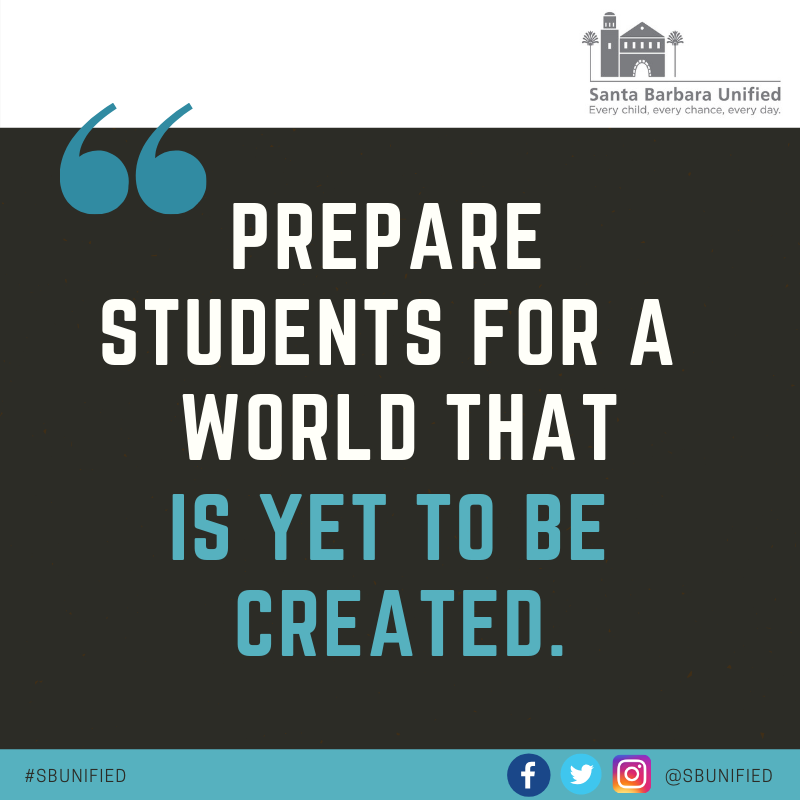 Santa Barbara Unified
Every child, every chance, every day.
“
PREPARE
STUDENTS FOR A
WORLD THAT
IS YET TO BE
CREATED.
#SBUNIFIED
@SBUNIFIED